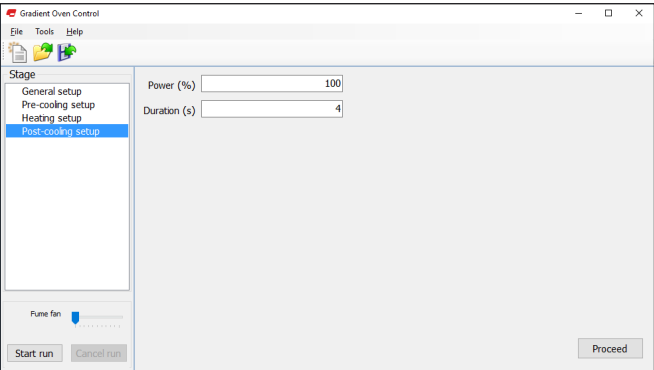 Gradient Oven Control
File Tools Help
Stage
General setup
Pre-cooling setup
Heating setup
Post-cooling setup
Power (%) 100
Duration (s) 4
Fume fan
Start run Cancel run
Proceed